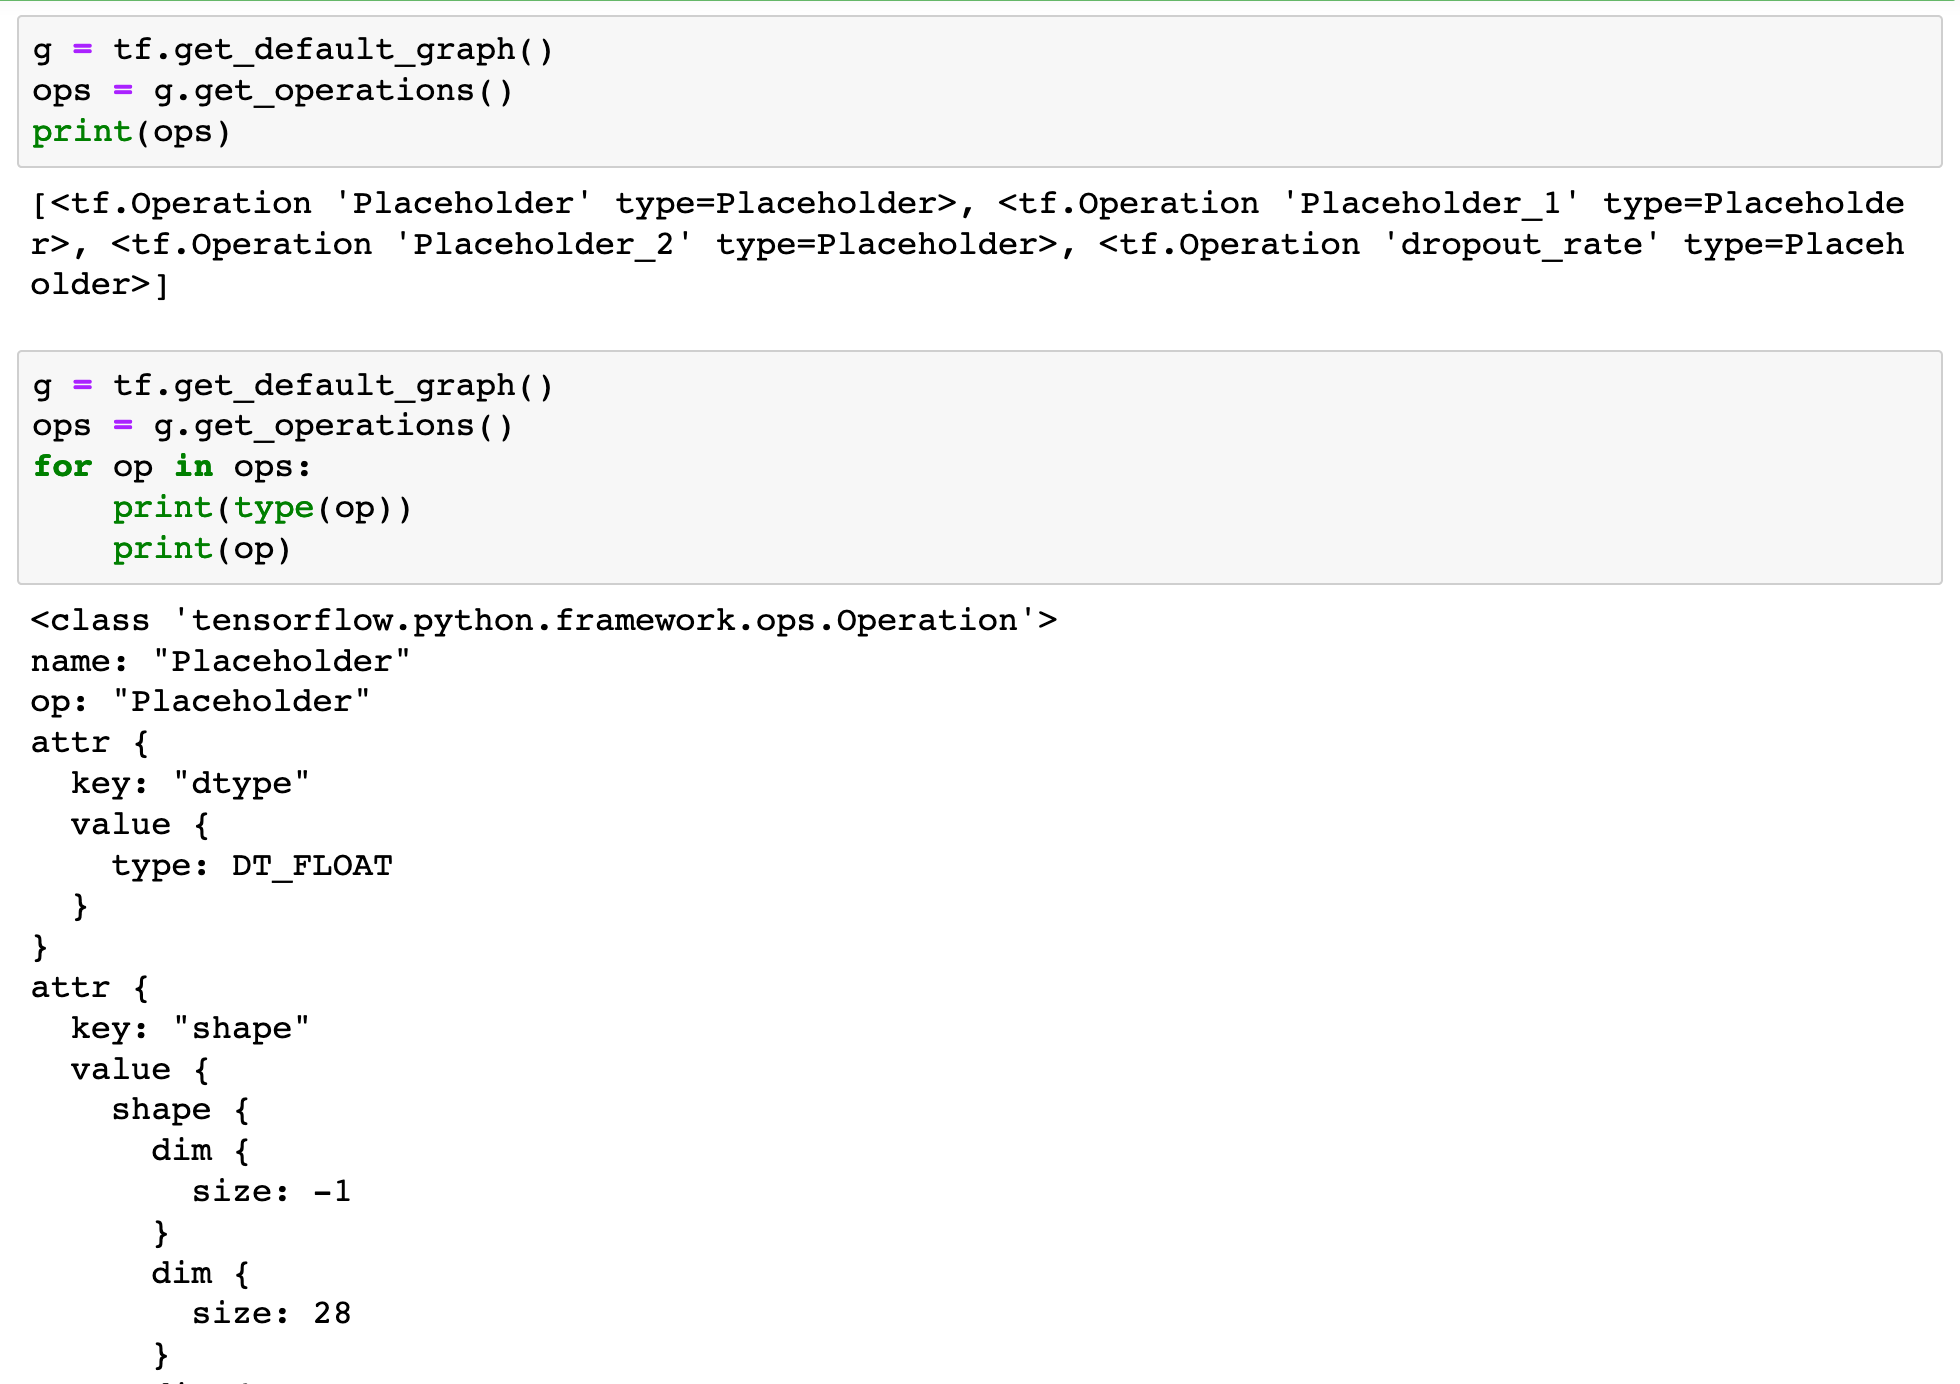 g = tf.get_default_graph()
ops = g.get_operations()
print(ops)
[<tf.Operation 'Placeholder' type=Placeholder>, <tf.Operation 'Placeholder_1' type=Placeholde
r>, <tf.Operation 'Placeholder_2' type=Placeholder>, <tf.Operation 'dropout_rate' type=Placeh
older>]
g = tf.get_default_graph()
ops = g.get_operations()
for op in ops:
    print(type(op))
    print(op)
<class 'tensorflow.python.framework.ops.Operation'>
name: "Placeholder"
op: "Placeholder"
attr {
  key: "dtype"
  value {
    type: DT_FLOAT
  }
}
attr {
  key: "shape"
  value {
    shape {
      dim {
        size: -1
      }
      dim {
        size: 28
      }